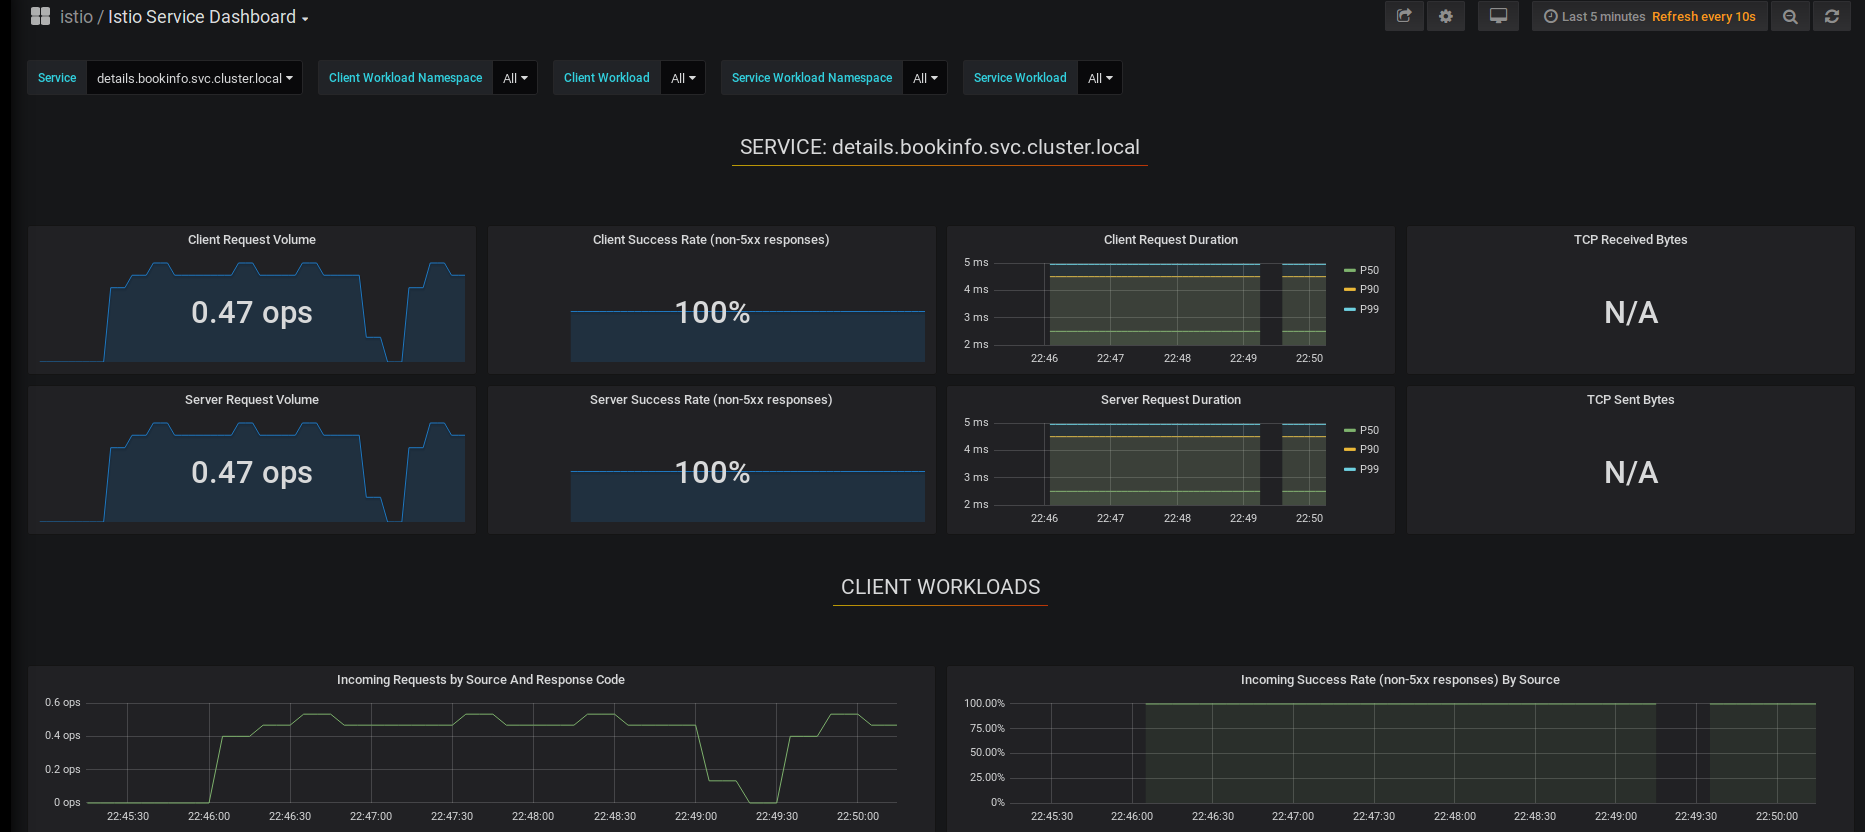 istio / Istio Service Dashboard
Last 5 minutes Refresh every 10s
Service details.bookinfo.svc.cluster.local Client Workload Namespace All Client Workload All Service Workload Namespace All Service Workload All
SERVICE: details.bookinfo.svc.cluster.local
Client Request Volume
0.47 ops
Client Success Rate (non-5xx responses)
100%
Client Request Duration
5 ms
4 ms
3 ms
2 ms
22:46 22:47 22:48 22:49 22:50
P50
P90
P99
TCP Received Bytes
N/A
Server Request Volume
0.47 ops
Server Success Rate (non-5xx responses)
100%
Server Request Duration
5 ms
4 ms
3 ms
2 ms
22:46 22:47 22:48 22:49 22:50
P50
P90
P99
TCP Sent Bytes
N/A
CLIENT WORKLOADS
Incoming Requests by Source And Response Code
0.6 ops
0.4 ops
0.2 ops
0 ops
22:45:30 22:46:00 22:46:30 22:47:00 22:47:30 22:48:00 22:48:30 22:49:00 22:49:30 22:50:00
Incoming Success Rate (non-5xx responses) By Source
100.00%
75.00%
50.00%
25.00%
0%
22:45:30 22:46:00 22:46:30 22:47:00 22:47:30 22:48:00 22:48:30 22:49:00 22:49:30 22:50:00